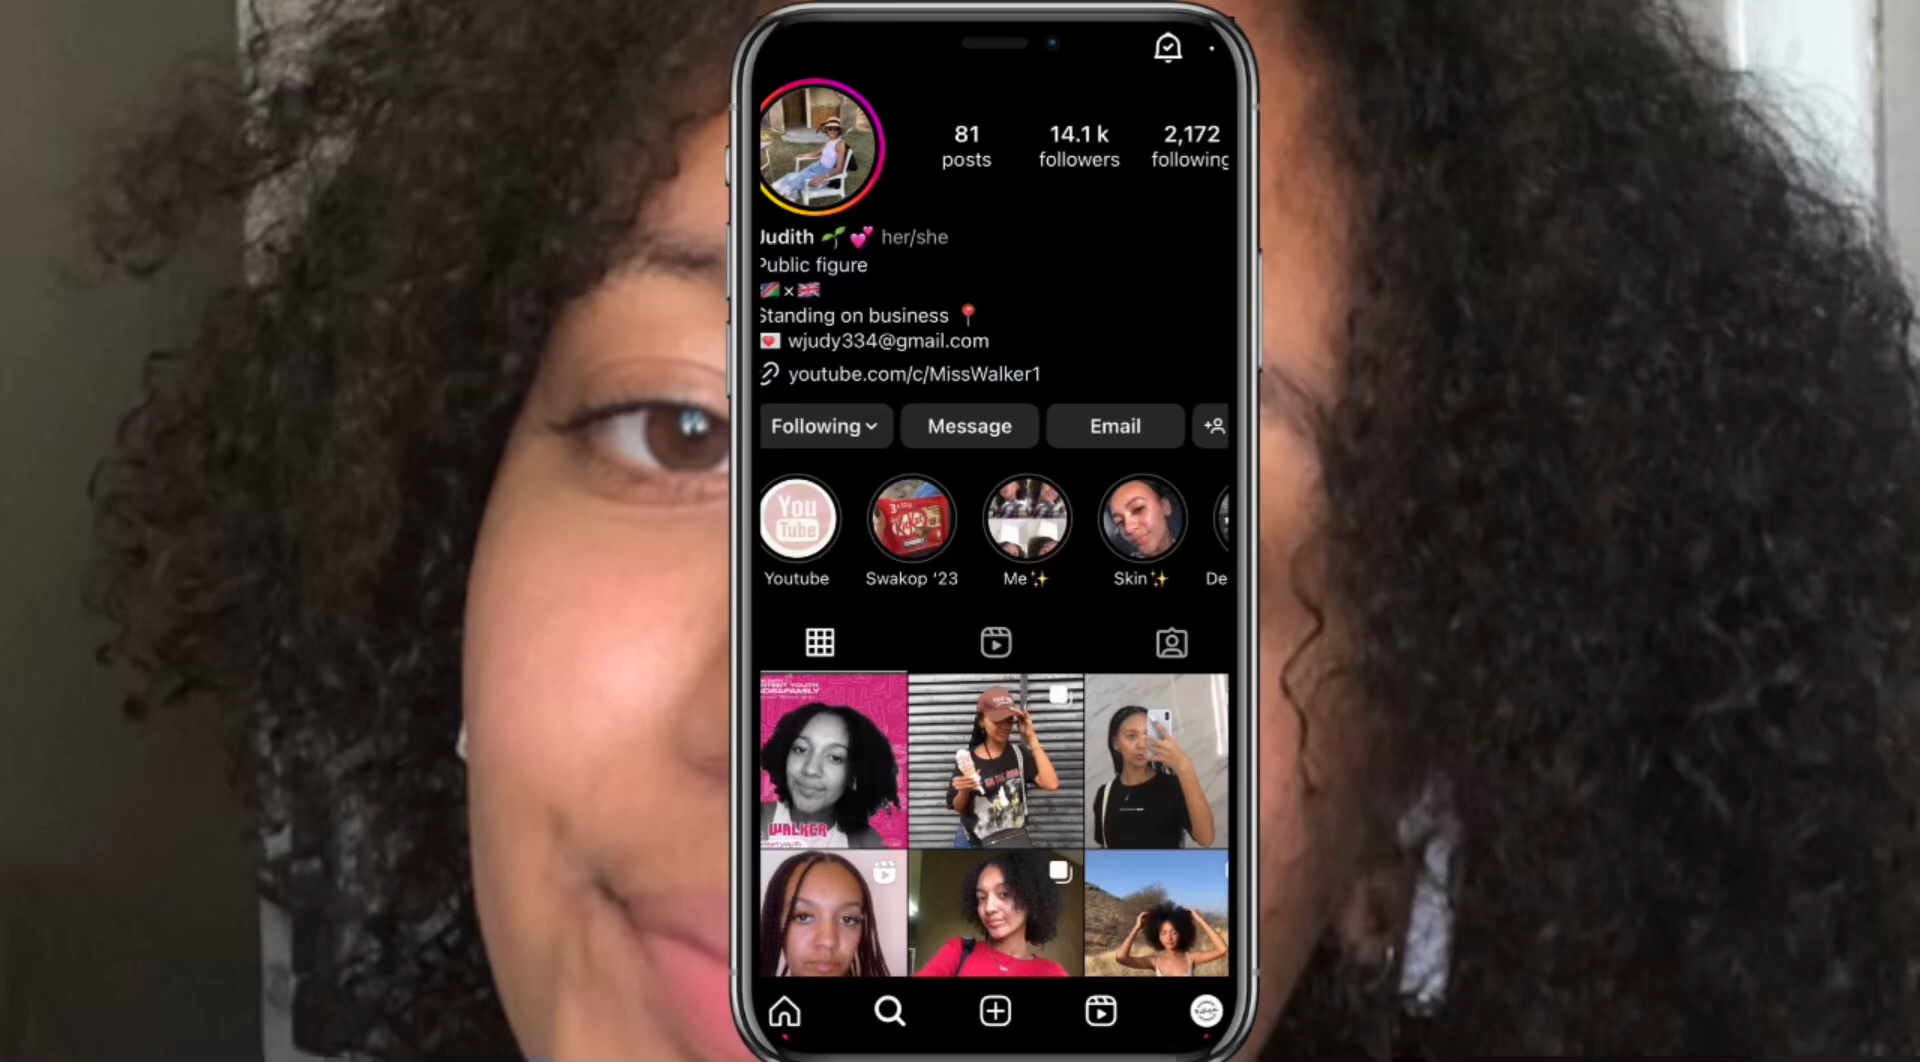 81
posts
14.1 k
followers
2,172
following
Judith her/she
Public figure
×
Standing on business
wjudy334@gmail.com
youtube.com/c/MissWalker1
Following
Message
Email
You
Tube
KitKat
Youtube
Swakop '23
Me
Skin
De
WALKER